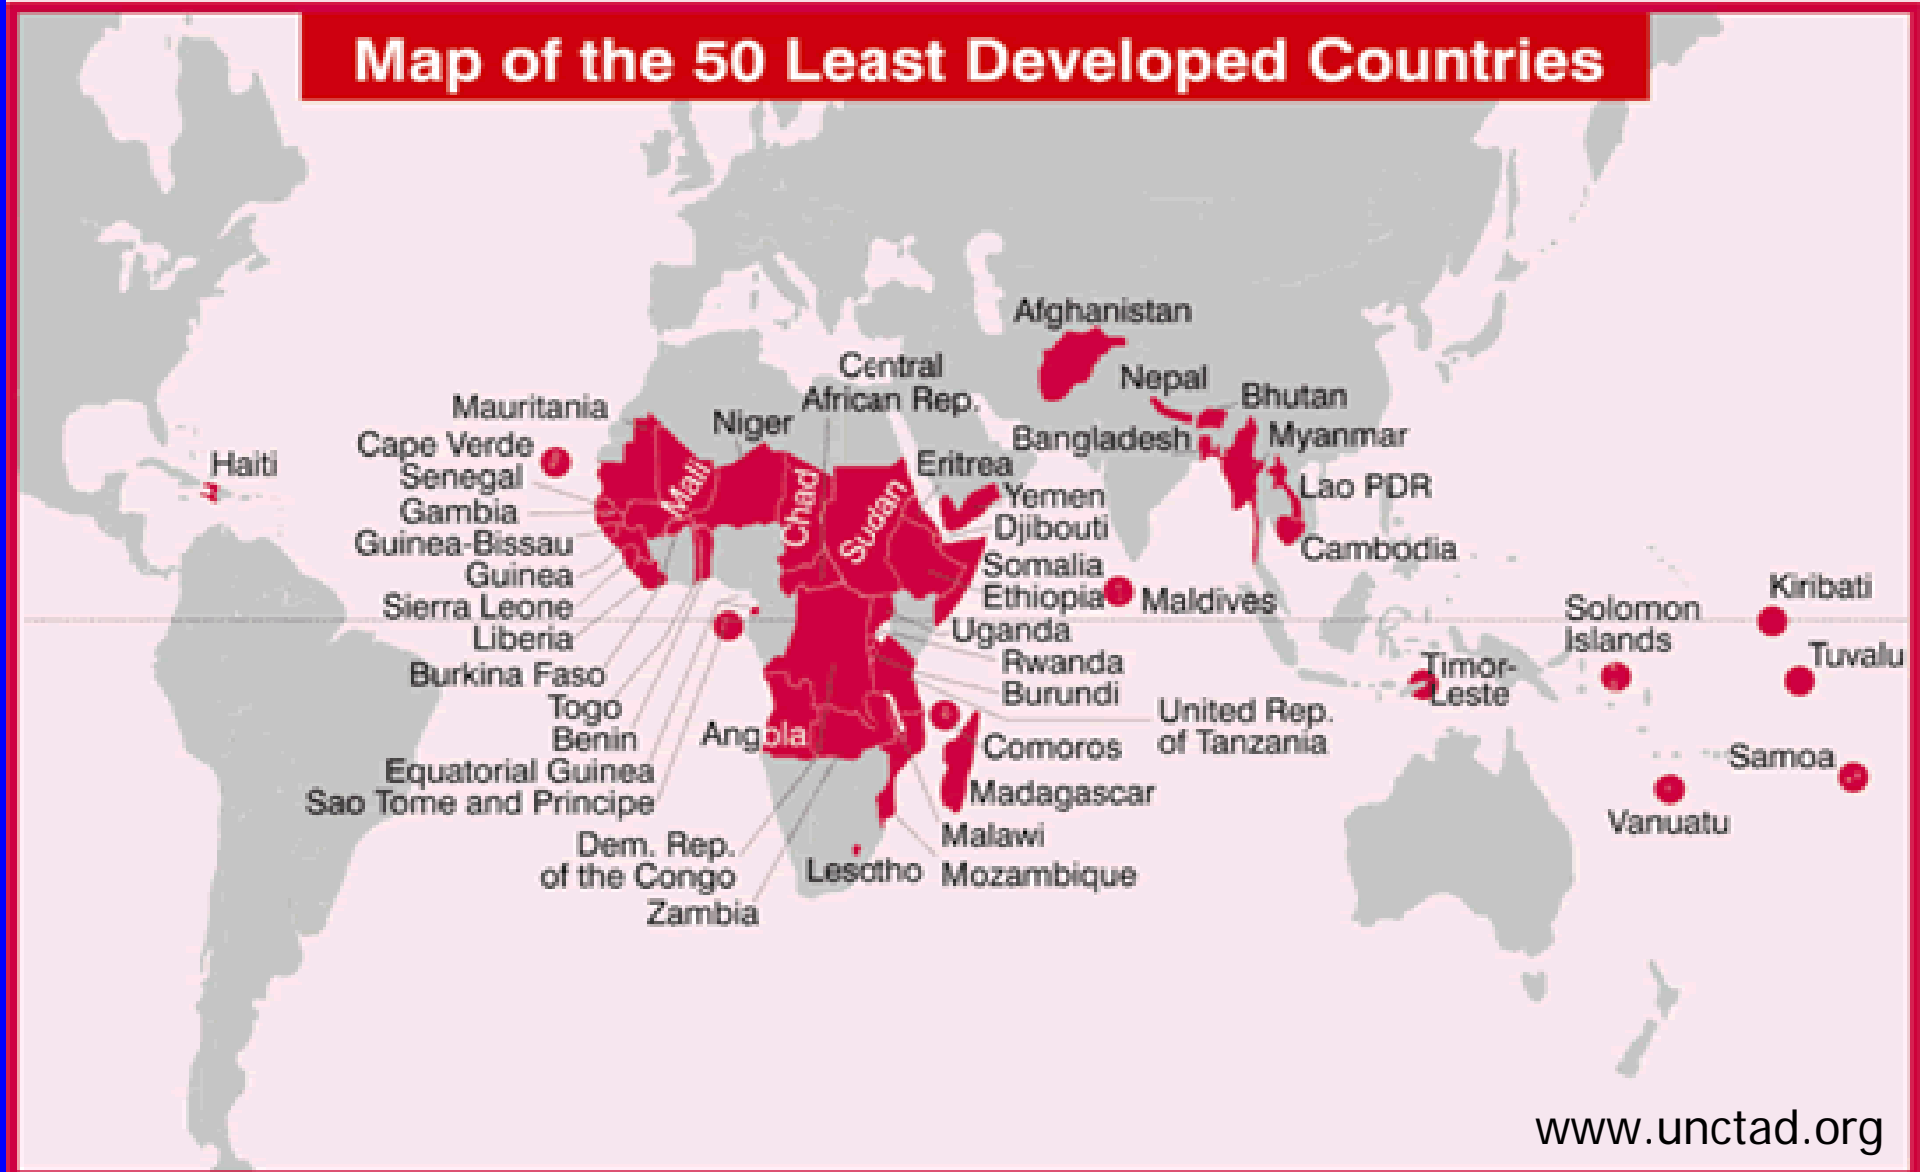 Map of the 50 Least Developed Countries
Afghanistan
Central
African Rep.
Nepal
Bhutan
Mauritania
Niger
Bangladesh
Myanmar
Cape Verde
Haiti
Senegal
Mali
Chad
Sudan
Eritrea
Yemen
Lao PDR
Gambia
Djibouti
Guinea-Bissau
Cambodia
Guinea
Somalia
Ethiopia
Maldives
Kiribati
Sierra Leone
Solomon
Islands
Liberia
Uganda
Tuvalu
Burkina Faso
Rwanda
Timor-
Leste
Burundi
Togo
Benin
Angola
United Rep.
of Tanzania
Comoros
Samoa
Equatorial Guinea
Sao Tome and Principe
Madagascar
Vanuatu
Malawi
Dem. Rep.
of the Congo
Lesotho
Mozambique
Zambia
www.unctad.org